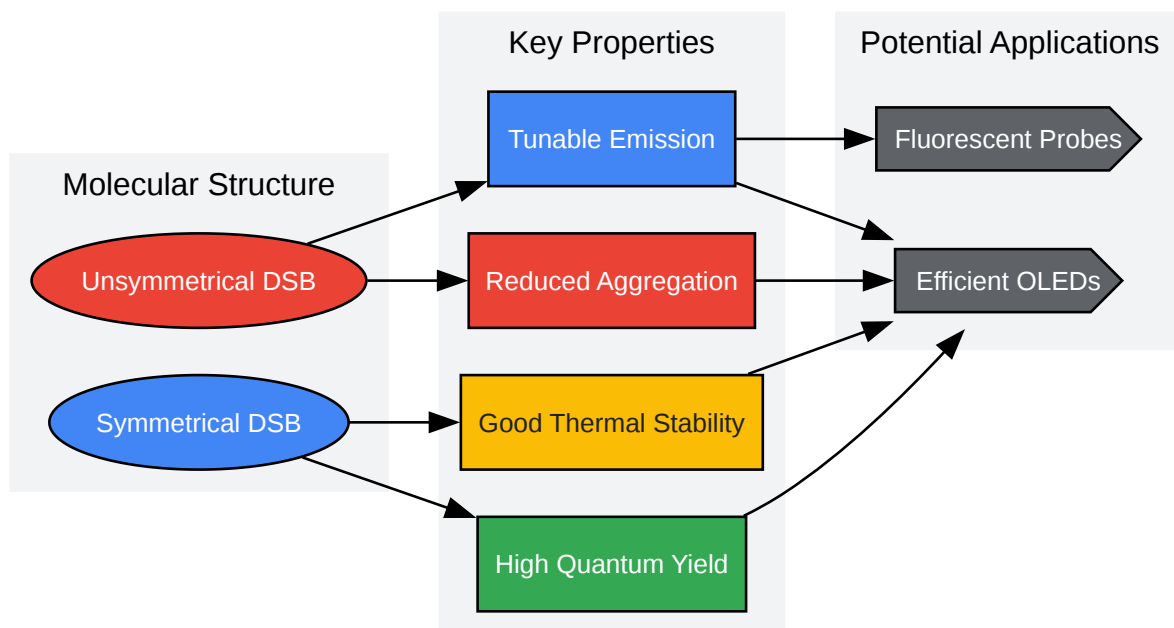 Molecular Structure
Unsymmetrical DSB
Symmetrical DSB
Key Properties
Tunable Emission
Reduced Aggregation
Good Thermal Stability
High Quantum Yield
Potential Applications
Fluorescent Probes
Efficient OLEDs